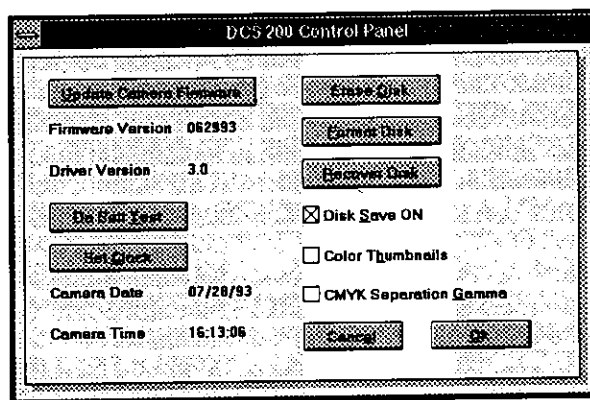 DCS 200 Control Panel
Update Camera Firmware
Firmware Version 062993
Driver Version 3.0
Do Self Test
Set Clock
Camera Date 07/28/93
Camera Time 16:13:06
Erase Disk
Format Disk
Recover Disk
Disk Save ON
Color Thumbnails
CMYK Separation Gamma
Cancel
OK